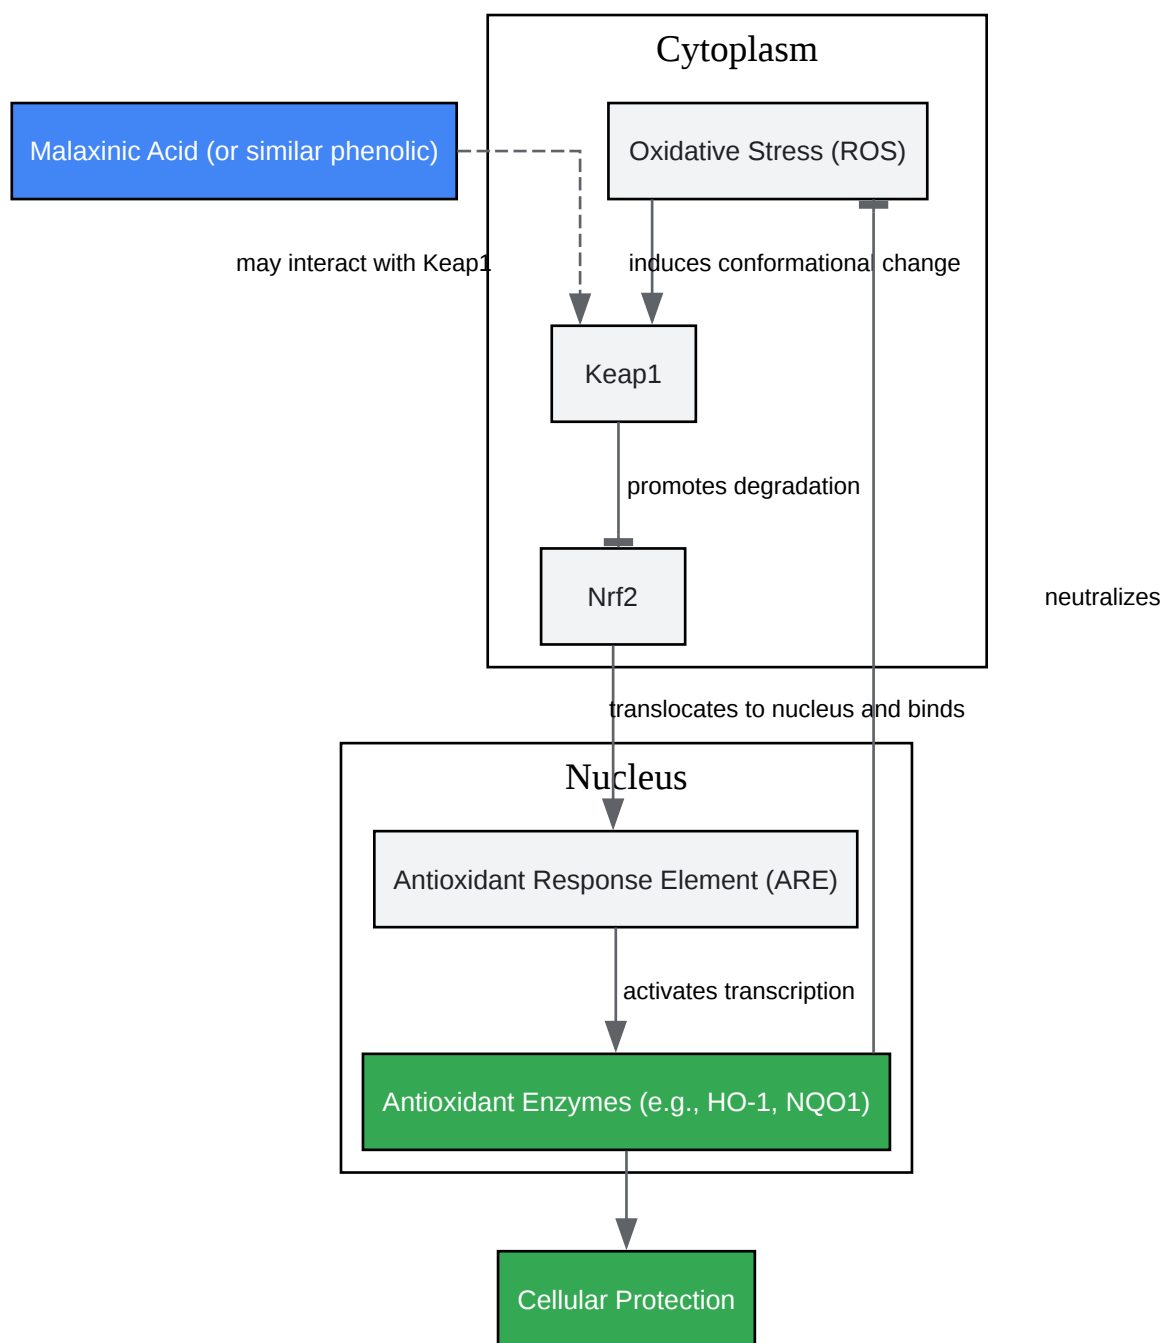 Cytoplasm
Malaxinic Acid (or similar phenolic)
Oxidative Stress (ROS)
may interact with Keap1
induces conformational change
Keap1
promotes degradation
Nrf2
neutralizes
translocates to nucleus and binds
Nucleus
Antioxidant Response Element (ARE)
activates transcription
Antioxidant Enzymes (e.g., HO-1, NQO1)
Cellular Protection